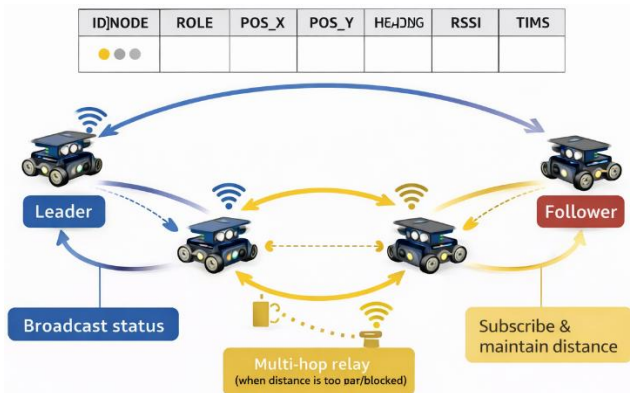 ID]NODE ROLE POS_X POS_Y HEADING RSSI TIMS
Leader
Follower
Broadcast status
Subscribe &
maintain distance
Multi-hop relay
(when distance is too par/blocked)